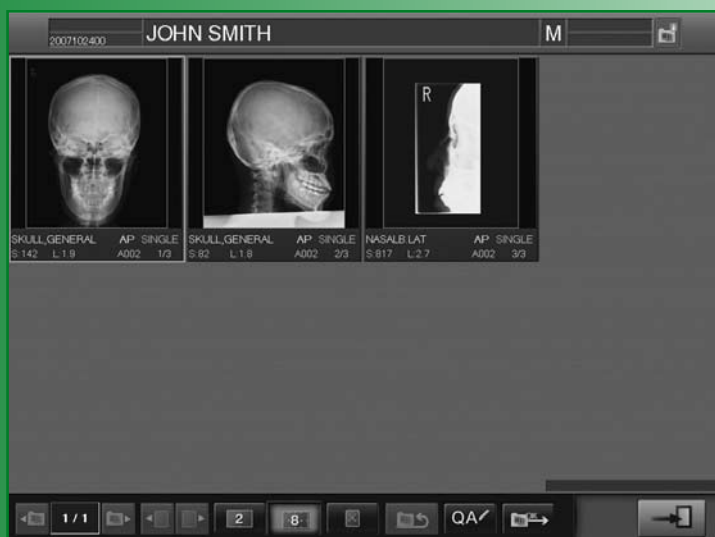 2007102400 JOHN SMITH M
R
SKULL,GENERAL AP SINGLE
S:142 L:1.9 A002 1/3
SKULL,GENERAL AP SINGLE
S:82 L:1.8 A002 2/3
NASALB.LAT AP SINGLE
S:817 L:2.7 A002 3/3
1/1 2 8 QA